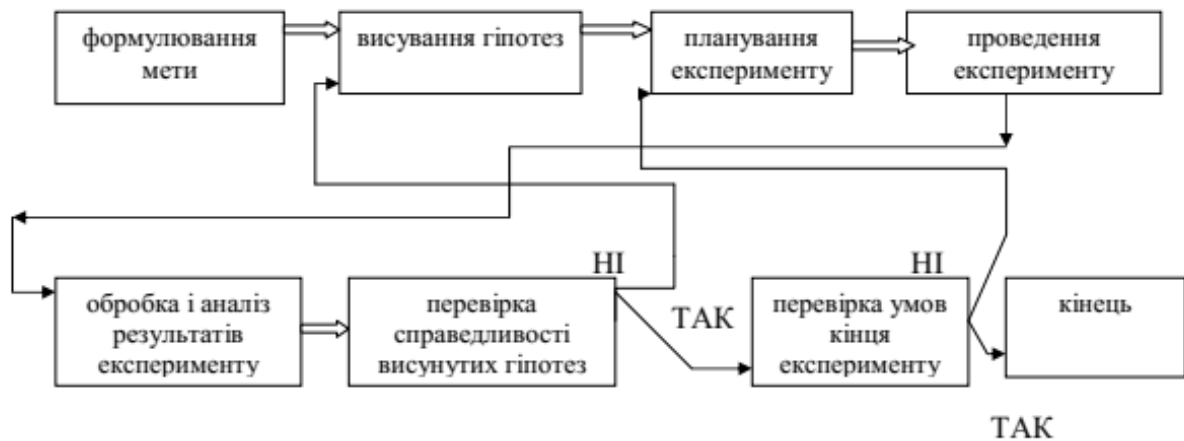 формулювання
мети
висування гіпотез
планування
експерименту
проведення
експерименту
НІ
НІ
обробка і аналіз
результатів
експерименту
перевірка
справедливості
висунутих гіпотез
ТАК
перевірка умов
кінця
експерименту
кінець
ТАК